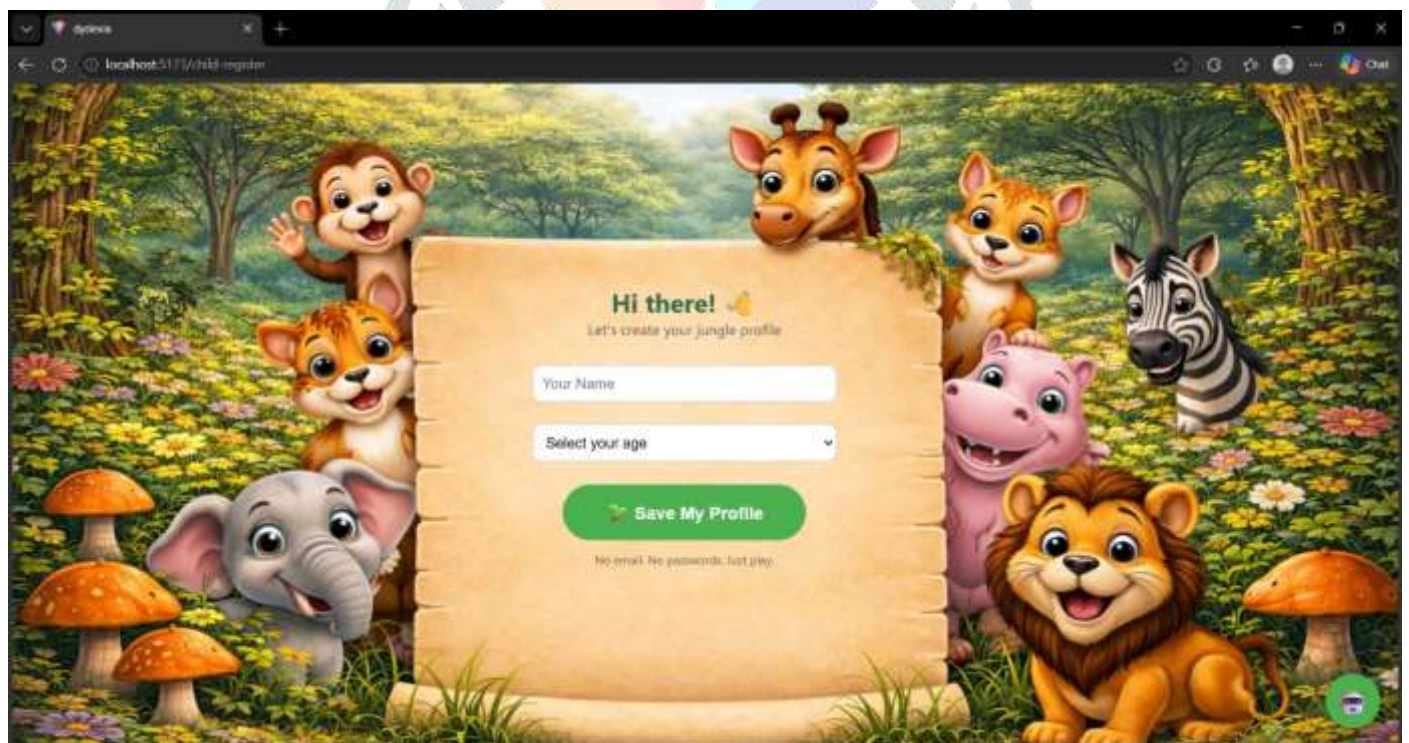 dyslexia
localhost:5173/child-register
Chat
Hi there!
Let's create your jungle profile
Your Name
Select your age
Save My Profile
No email. No passwords. Just play.